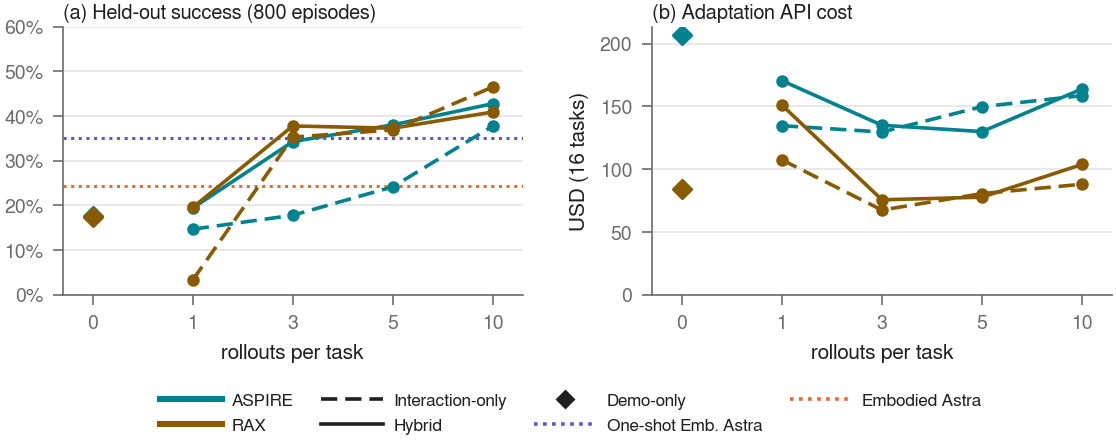 (a) Held-out success (800 episodes)
60%
50%
40%
30%
20%
10%
0%
0 1 3 5 10
rollouts per task
(b) Adaptation API cost
USD (16 tasks)
200
150
100
50
0
0 1 3 5 10
rollouts per task
ASPIRE Interaction-only Demo-only Embodied Astra
RAX Hybrid One-shot Emb. Astra